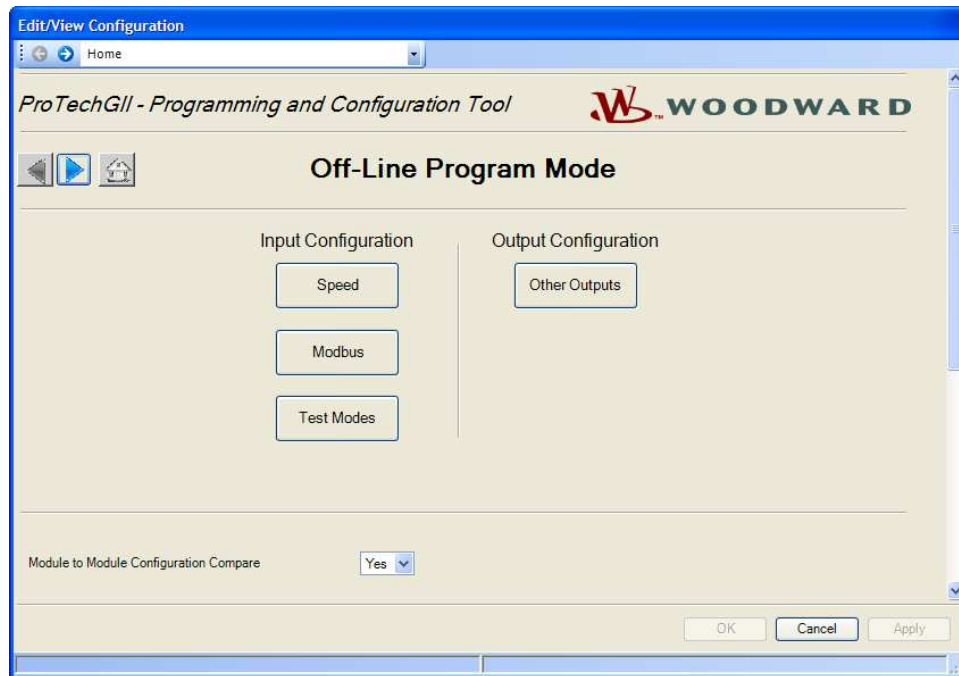 Edit/View Configuration
Home
ProTechGII - Programming and Configuration Tool
WOODWARD
Off-Line Program Mode
Input Configuration
Output Configuration
Speed
Other Outputs
Modbus
Test Modes
Module to Module Configuration Compare
Yes
OK
Cancel
Apply